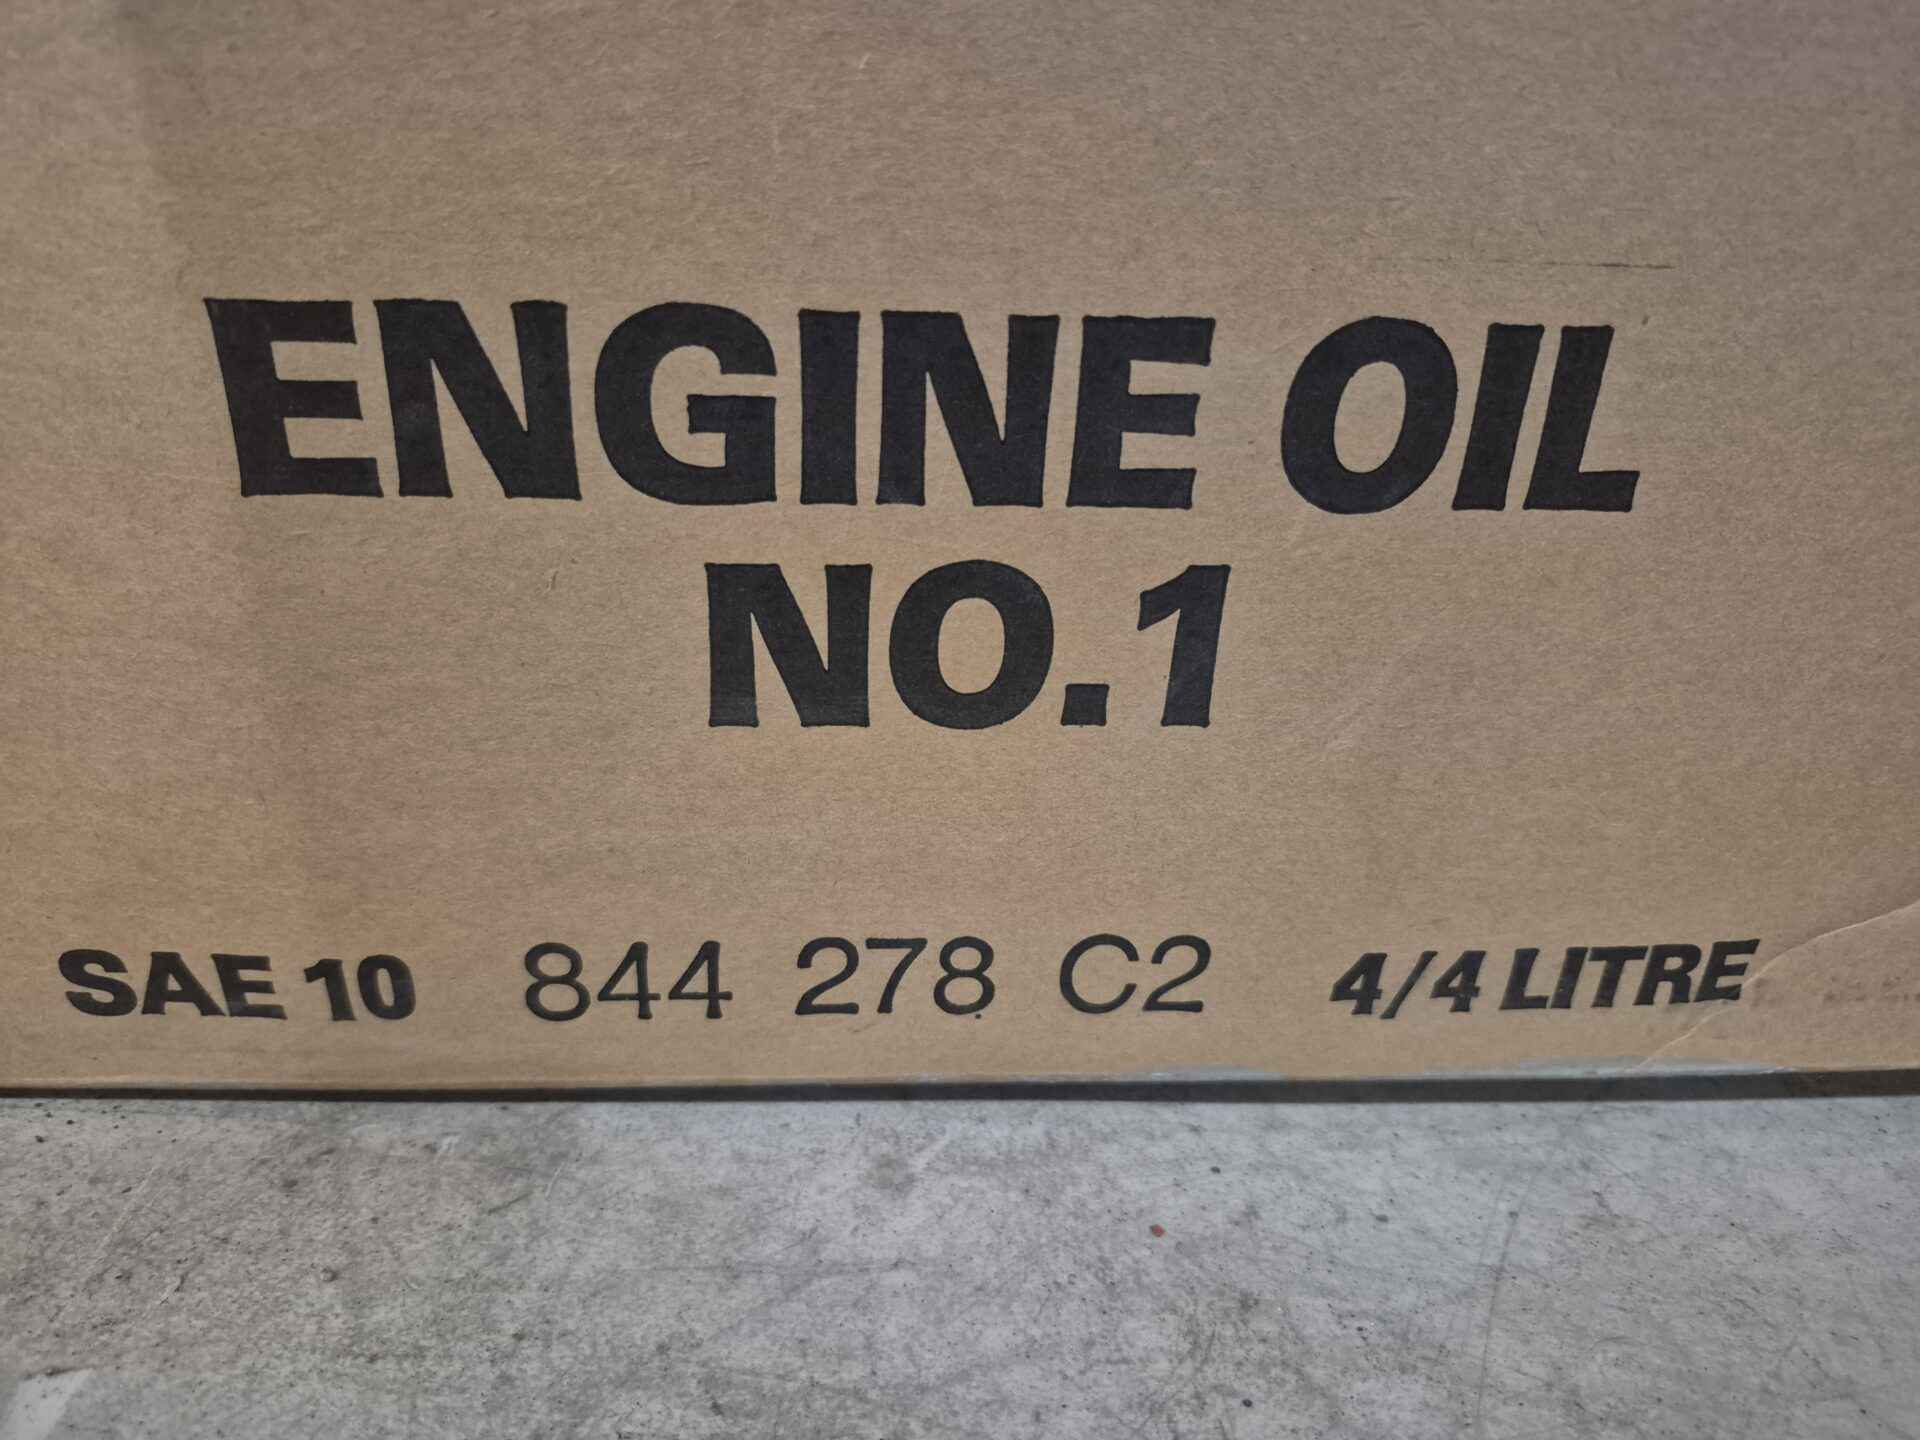 ENGINE OIL
NO.1
SAE 10 844 278 C2 4/4 LITRE